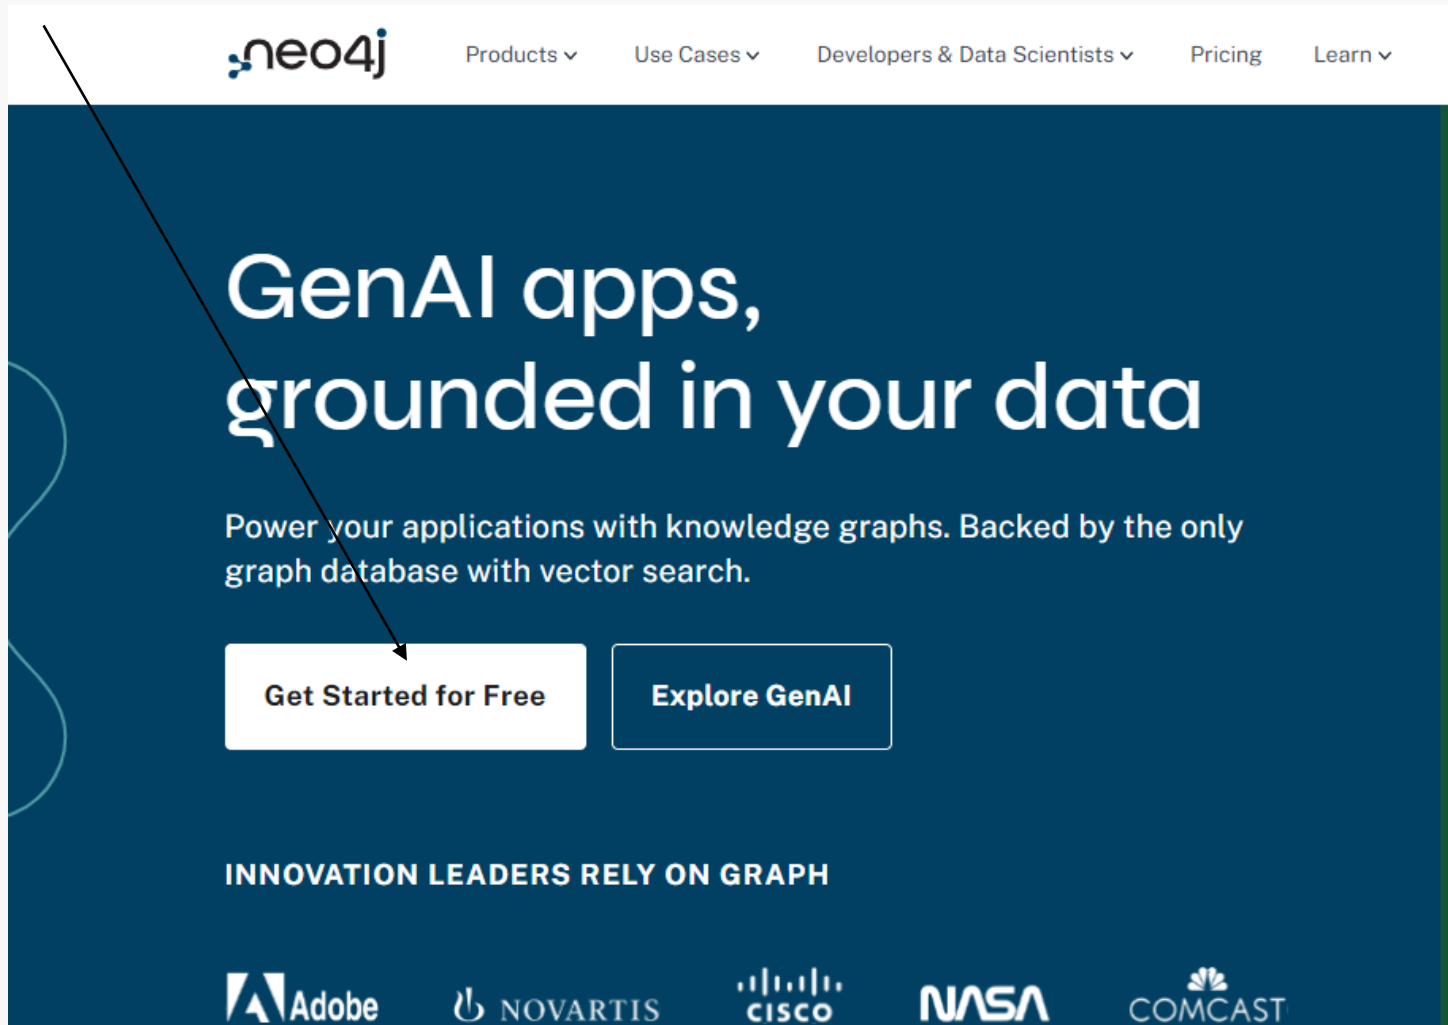 neo4j
Products
Use Cases
Developers & Data Scientists
Pricing
Learn
GenAI apps,
grounded in your data
Power your applications with knowledge graphs. Backed by the only
graph database with vector search.
Get Started for Free
Explore GenAI
INNOVATION LEADERS RELY ON GRAPH
Adobe
NOVARTIS
CISCO
NASA
COMCAST